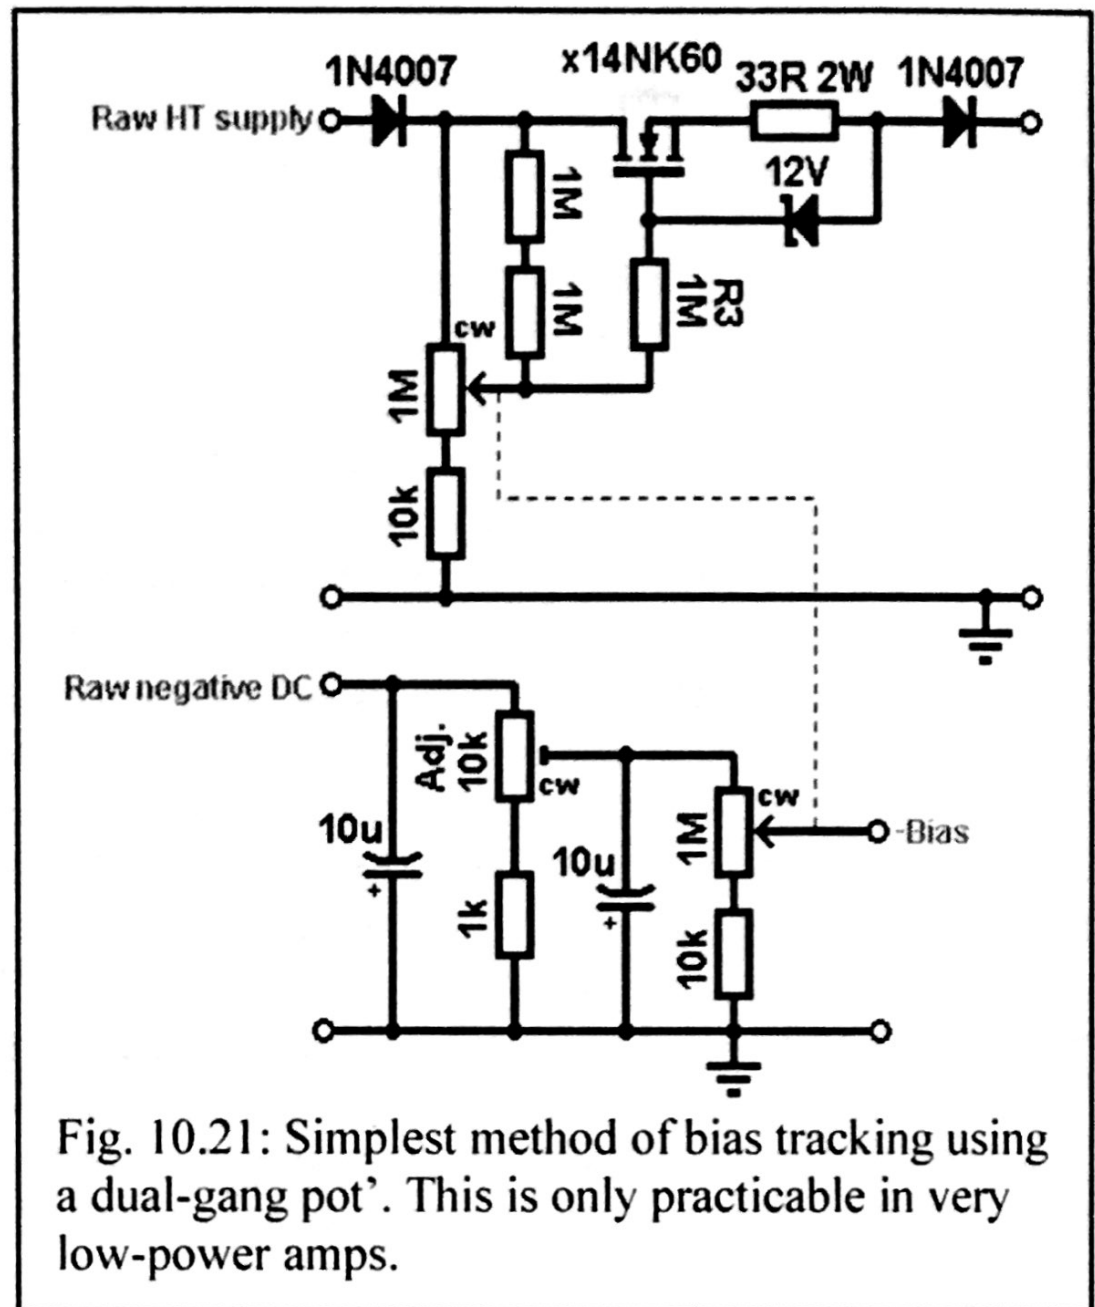 1N4007
x14NK60
33R 2W
1N4007
Raw HT supply
12V
1M
1M
R3
1M
cw
1M
10k
Raw negative DC
Adj.
10k
cw
cw
10u
+
1k
10u
+
1M
-Bias
10k
Fig. 10.21: Simplest method of bias tracking using
a dual-gang pot’. This is only practicable in very
low-power amps.